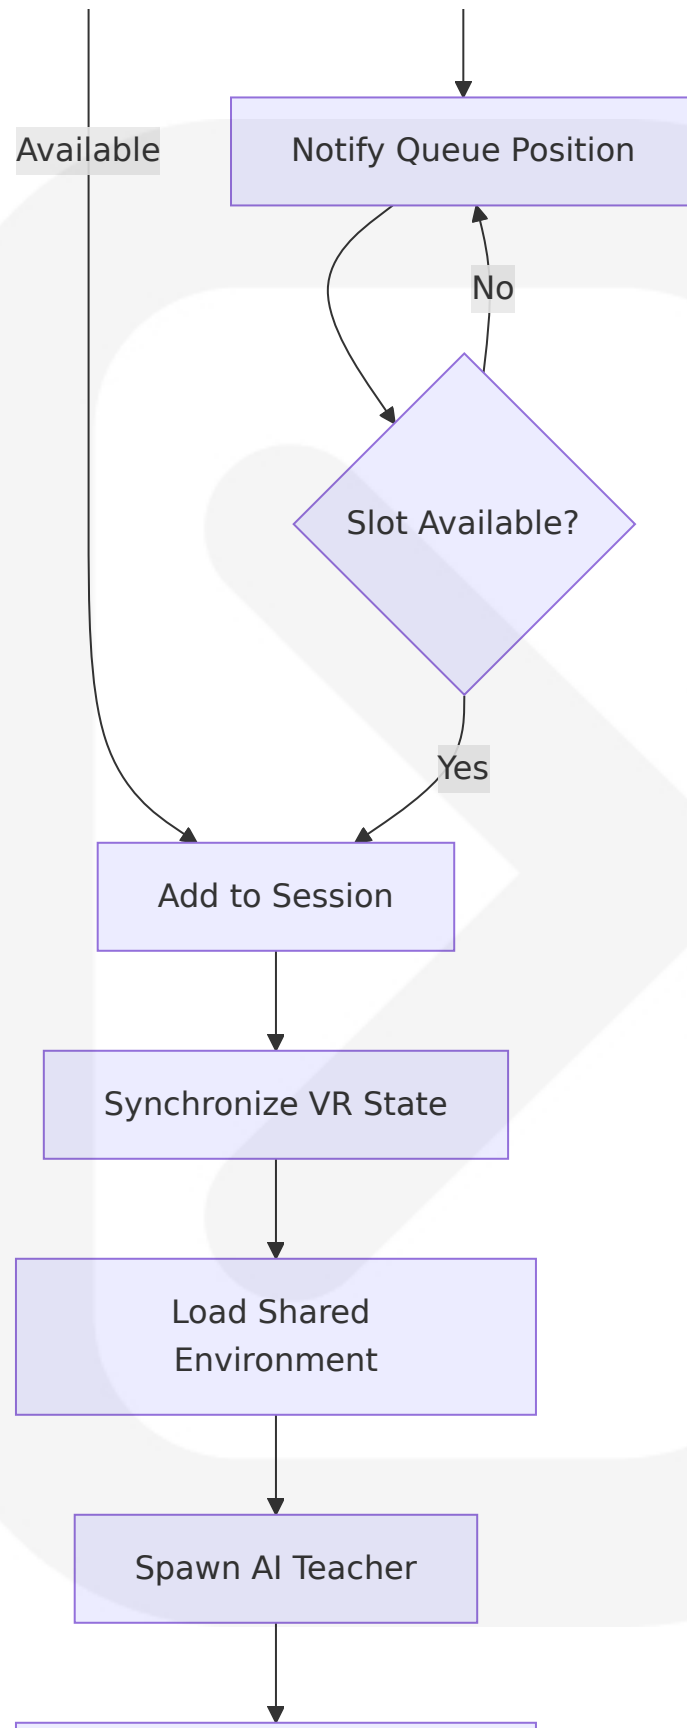 Available
Notify Queue Position
No
Slot Available?
Yes
Add to Session
Synchronize VR State
Load Shared
Environment
Spawn AI Teacher